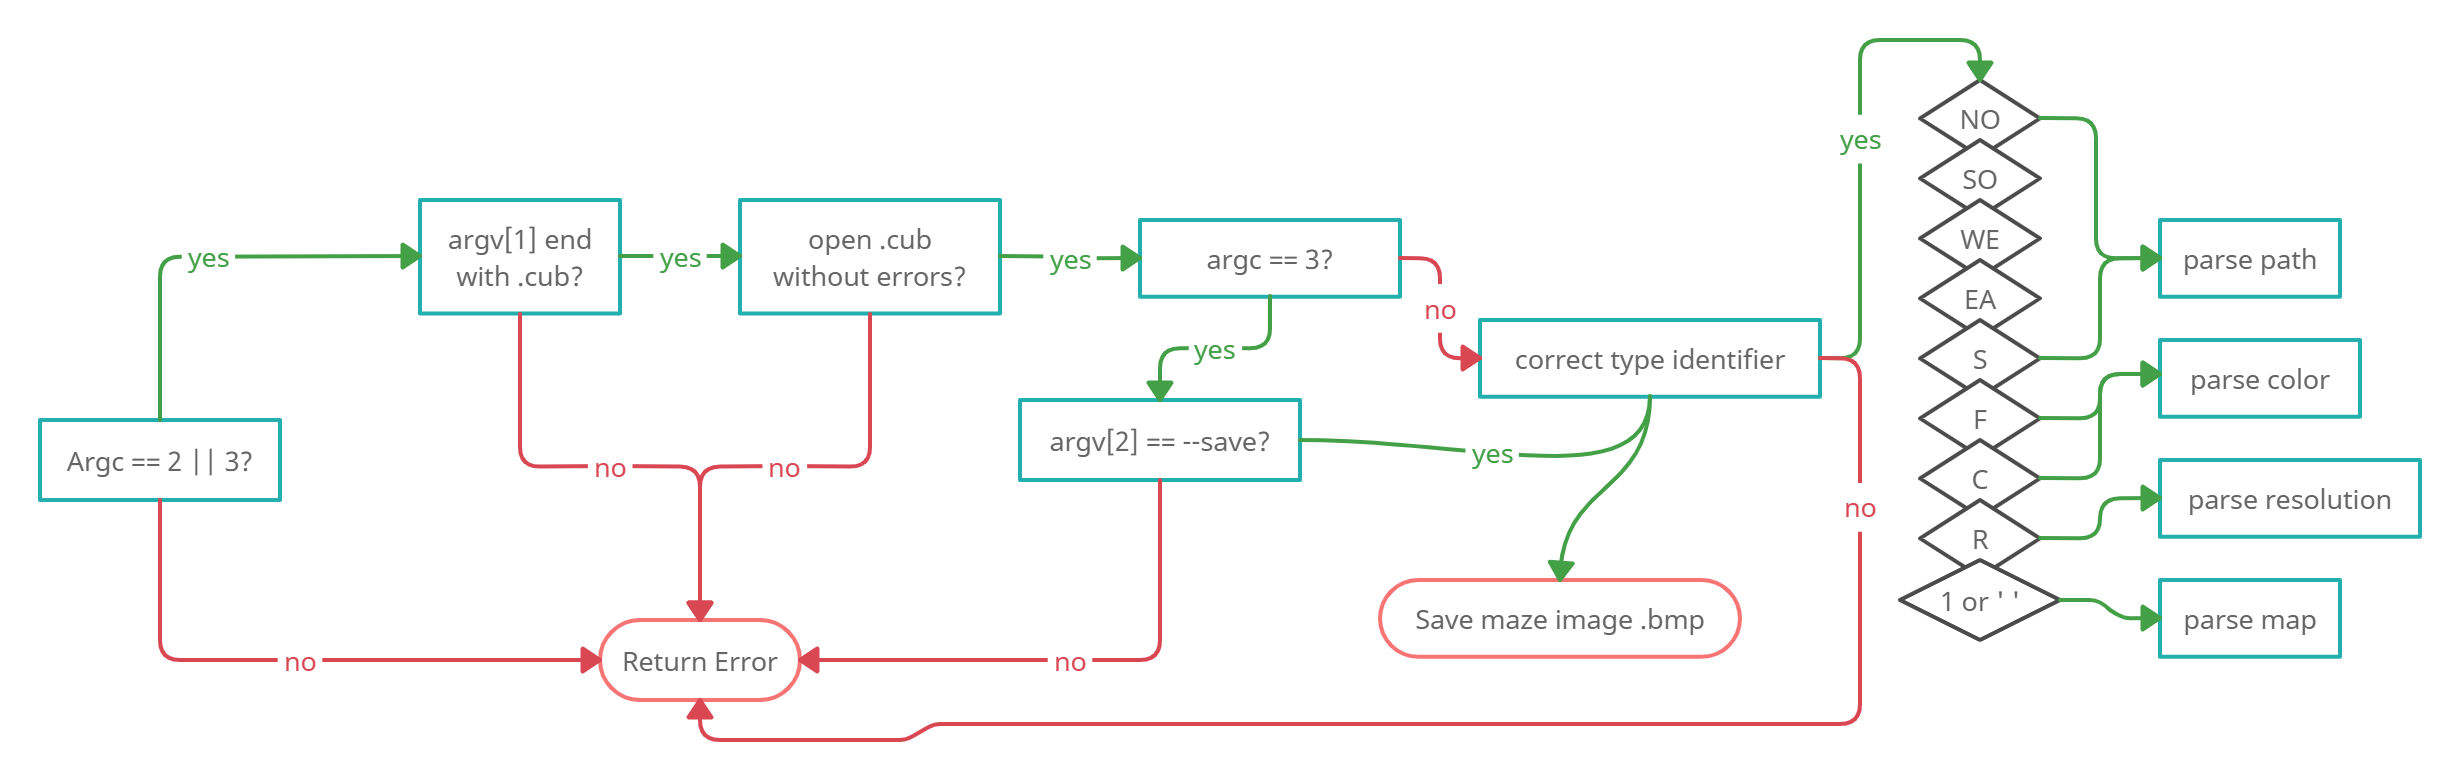 Argc == 2 || 3?
yes
no
argv[1] end
with .cub?
yes
no
open .cub
without errors?
yes
no
Return Error
argc == 3?
yes
no
argv[2] == --save?
yes
no
correct type identifier
yes
no
Save maze image .bmp
NO
SO
WE
EA
S
F
C
R
1 or ' '
parse path
parse color
parse resolution
parse map